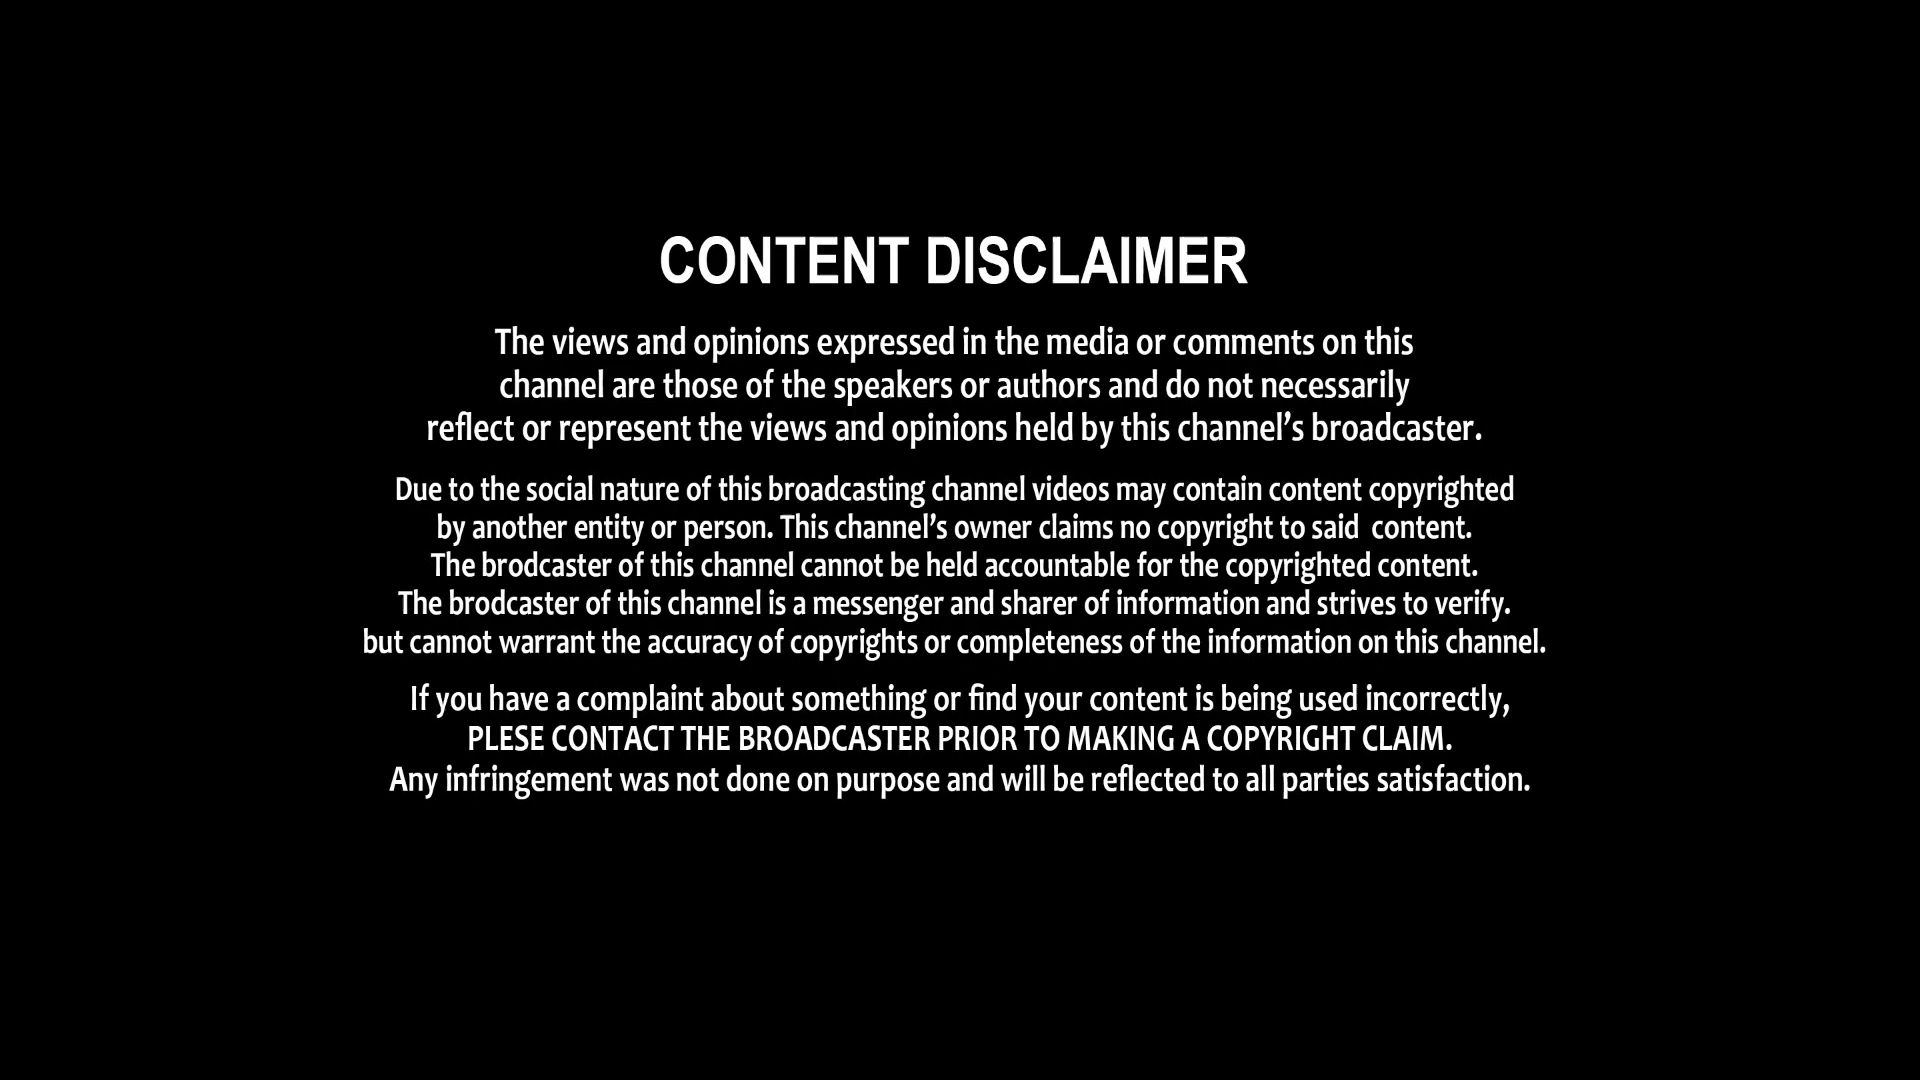 CONTENT DISCLAIMER
The views and opinions expressed in the media or comments on this
channel are those of the speakers or authors and do not necessarily
reflect or represent the views and opinions held by this channel’s broadcaster.
Due to the social nature of this broadcasting channel videos may contain content copyrighted
by another entity or person. This channel’s owner claims no copyright to said  content.
The brodcaster of this channel cannot be held accountable for the copyrighted content.
The brodcaster of this channel is a messenger and sharer of information and strives to verify.
but cannot warrant the accuracy of copyrights or completeness of the information on this channel.
If you have a complaint about something or find your content is being used incorrectly,
PLESE CONTACT THE BROADCASTER PRIOR TO MAKING A COPYRIGHT CLAIM.
Any infringement was not done on purpose and will be reflected to all parties satisfaction.